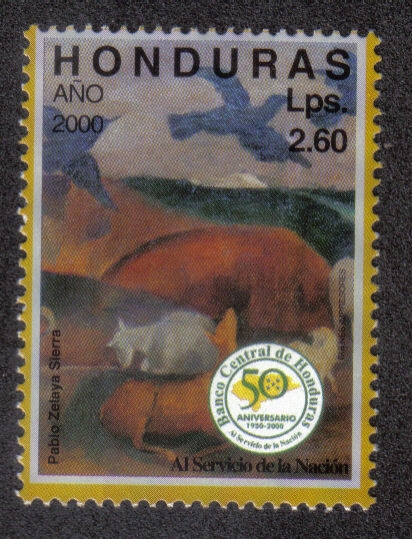 HONDURAS
AÑO
2000
Lps.
2.60
Pablo Zelaya Sierra
Banco Central de Honduras
50
ANIVERSARIO
1950-2000
Al Servicio de la Nación
Al Servicio de la Nación